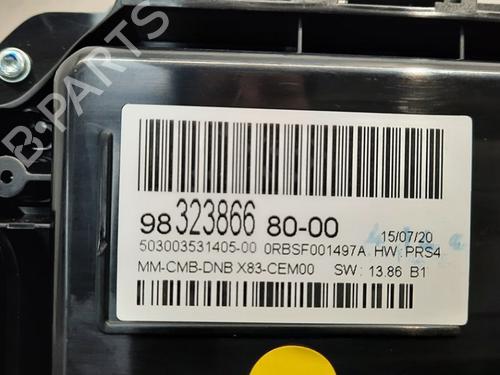 B-PARTS
98 323866 80-00
15/07/20
503003531405-00 0RBSF001497A HW: PRS4
MM-CMB-DNB X83-CEM00 SW: 13.86 B1